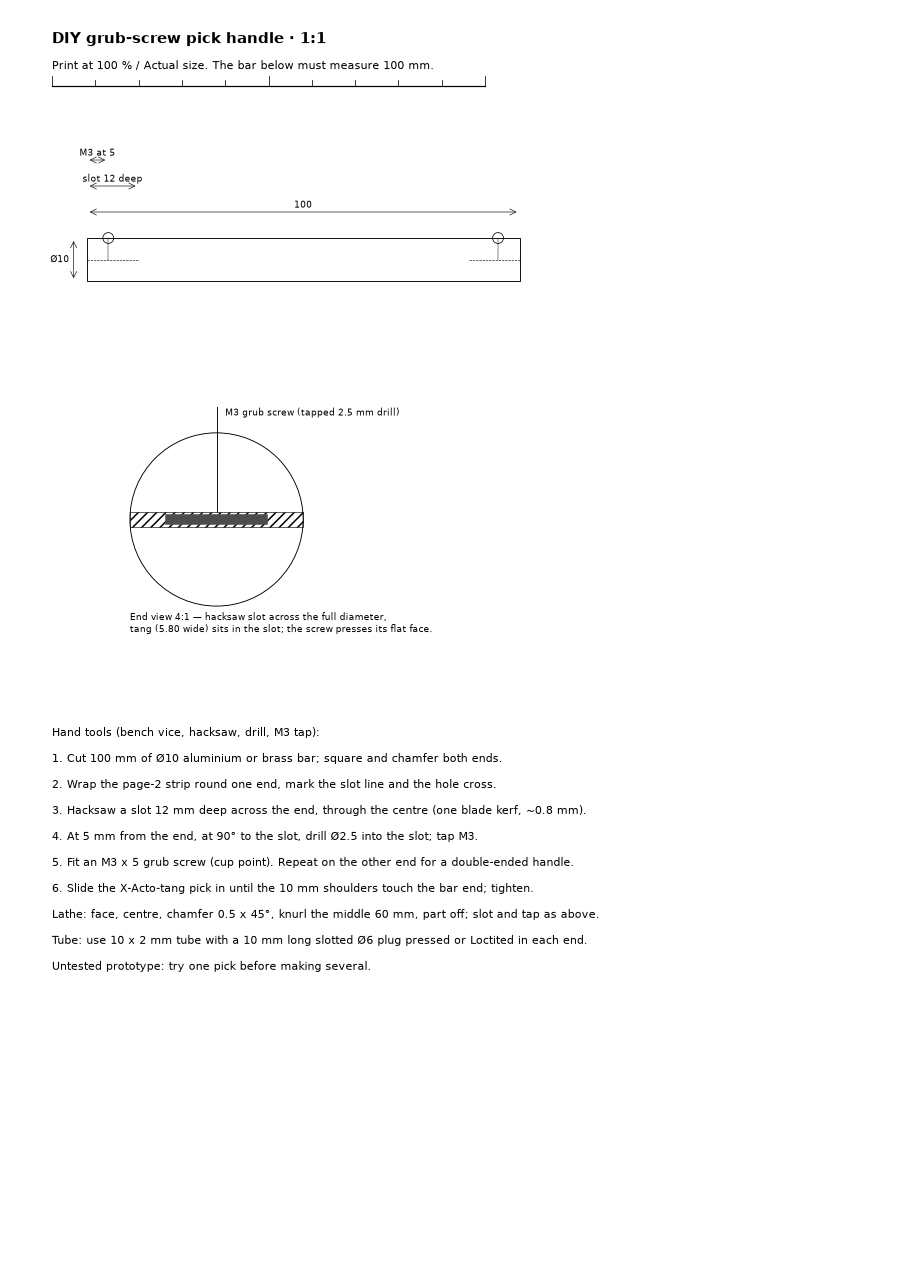 DIY grub-screw pick handle · 1:1
Print at 100 % / Actual size. The bar below must measure 100 mm.
M3 at 5
slot 12 deep
100
Ø10
M3 grub screw (tapped 2.5 mm drill)
End view 4:1 — hacksaw slot across the full diameter,
tang (5.80 wide) sits in the slot; the screw presses its flat face.
Hand tools (bench vice, hacksaw, drill, M3 tap):
1. Cut 100 mm of Ø10 aluminium or brass bar; square and chamfer both ends.
2. Wrap the page-2 strip round one end, mark the slot line and the hole cross.
3. Hacksaw a slot 12 mm deep across the end, through the centre (one blade kerf, ~0.8 mm).
4. At 5 mm from the end, at 90° to the slot, drill Ø2.5 into the slot; tap M3.
5. Fit an M3 x 5 grub screw (cup point). Repeat on the other end for a double-ended handle.
6. Slide the X-Acto-tang pick in until the 10 mm shoulders touch the bar end; tighten.
Lathe: face, centre, chamfer 0.5 x 45°, knurl the middle 60 mm, part off; slot and tap as above.
Tube: use 10 x 2 mm tube with a 10 mm long slotted Ø6 plug pressed or Loctited in each end.
Untested prototype: try one pick before making several.